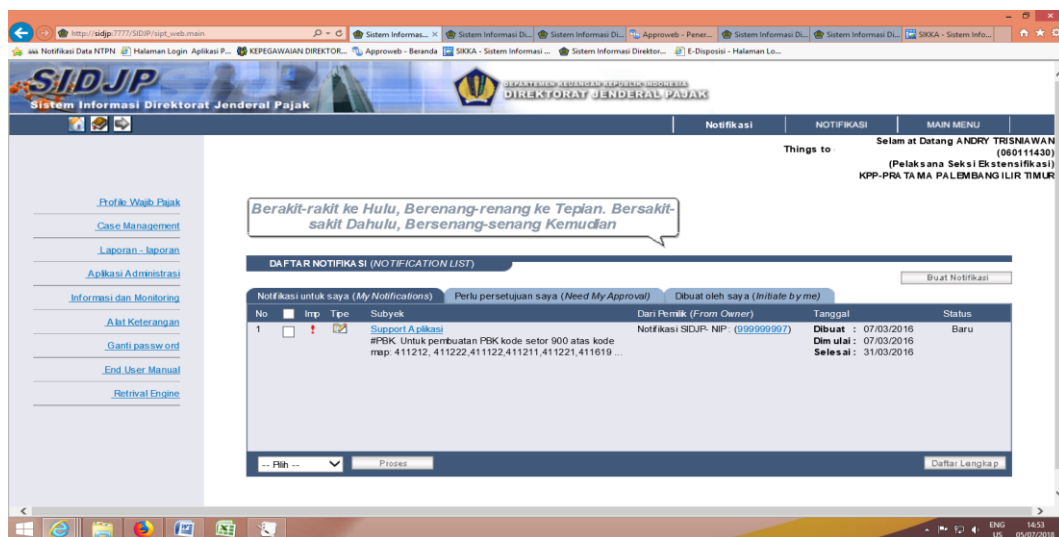 http://sidjp:7777/SIDJP/sipt_web.main
Sistem Informas...
Sistem Informasi Di...
Sistem Informasi Di...
Approweb - Pener...
Sistem Informasi Di...
Sistem Informasi Di...
SIKKA - Sistem Info...
Notifikasi Data NTPN
Halaman Login Aplikasi P...
KEPEGAWAIAN DIREKTOR...
Approweb - Beranda
SIKKA - Sistem Informasi ...
Sistem Informasi Direktor...
E-Disposisi - Halaman Lo...
SIDJP
Sistem Informasi Direktorat Jenderal Pajak
DEPARTEMEN KEUANGAN REPUBLIK INDONESIA
DIREKTORAT JENDERAL PAJAK
Notifikasi
NOTIFIKASI
MAIN MENU
Things to
Selamat Datang ANDRY TRISNIAWAN
(060111430)
(Pelaksana Seksi Ekstensifikasi)
KPP-PRATAMA PALEMBANG ILIR TIMUR
Profile Wajib Pajak
Case Management
Laporan - laporan
Aplikasi Administrasi
Informasi dan Monitoring
Alat Keterangan
Ganti password
End User Manual
Retrival Engine
Berakit-rakit ke Hulu, Berenang-renang ke Tepian. Bersakit-
sakit Dahulu, Bersenang-senang Kemudian
DAFTAR NOTIFIKASI (NOTIFICATION LIST)
Buat Notifikasi
Notifikasi untuk saya (My Notifications)
Perlu persetujuan saya (Need My Approval)
Dibuat oleh saya (Initiate by me)
No Imp Tipe Subyek Dari Pemilik (From Owner) Tanggal Status
1 ! Support Aplikasi Notifikasi SIDJP- NIP: (999999997) Dibuat : 07/03/2016 Baru
#PBK. Untuk pembuatan PBK kode setor 900 atas kode Dimulai : 07/03/2016
map: 411212, 411222,411122,411211,411221,411619 ... Selesai : 31/03/2016
-- Pilih --
Proses
Daftar Lengkap
ENG
US
14:53
05/07/2018